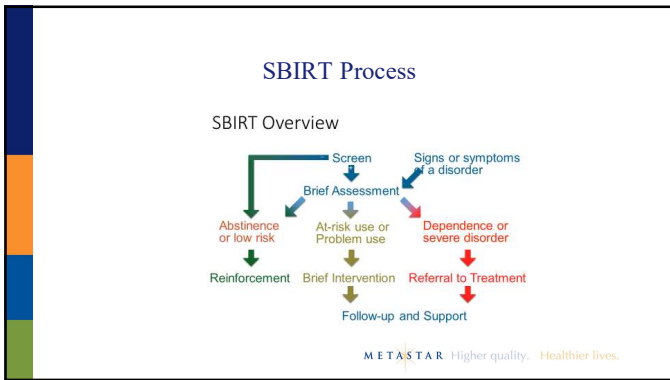 SBIRT Process
SBIRT Overview
Screen
Signs or symptoms
of a disorder
Brief Assessment
Abstinence
or low risk
At-risk use or
Problem use
Dependence or
severe disorder
Reinforcement
Brief Intervention
Referral to Treatment
Follow-up and Support
METASTAR Higher quality. Healthier lives.